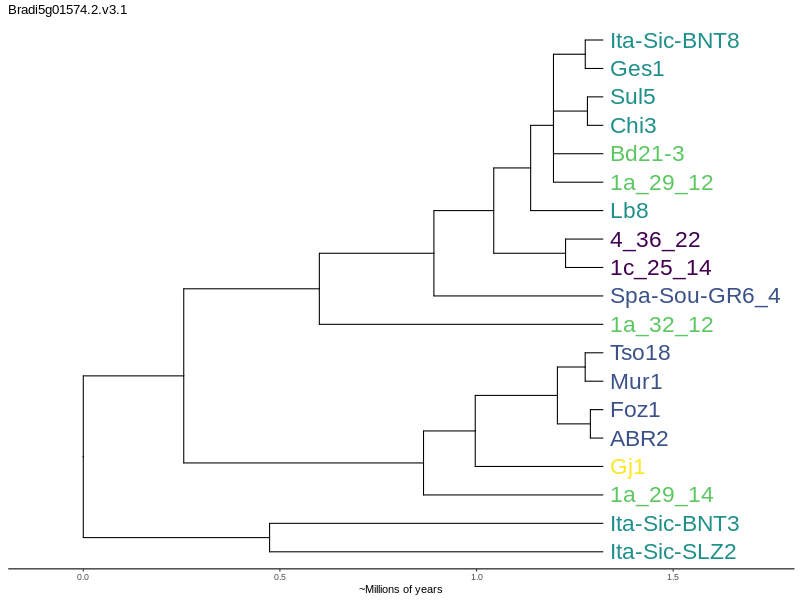 Bradi5g01574.2.v3.1
Ita-Sic-BNT8
Ges1
Sul5
Chi3
Bd21-3
1a_29_12
Lb8
4_36_22
1c_25_14
Spa-Sou-GR6_4
1a_32_12
Tso18
Mur1
Foz1
ABR2
Gj1
1a_29_14
Ita-Sic-BNT3
Ita-Sic-SLZ2
0.0 0.5 1.0 1.5
~Millions of years